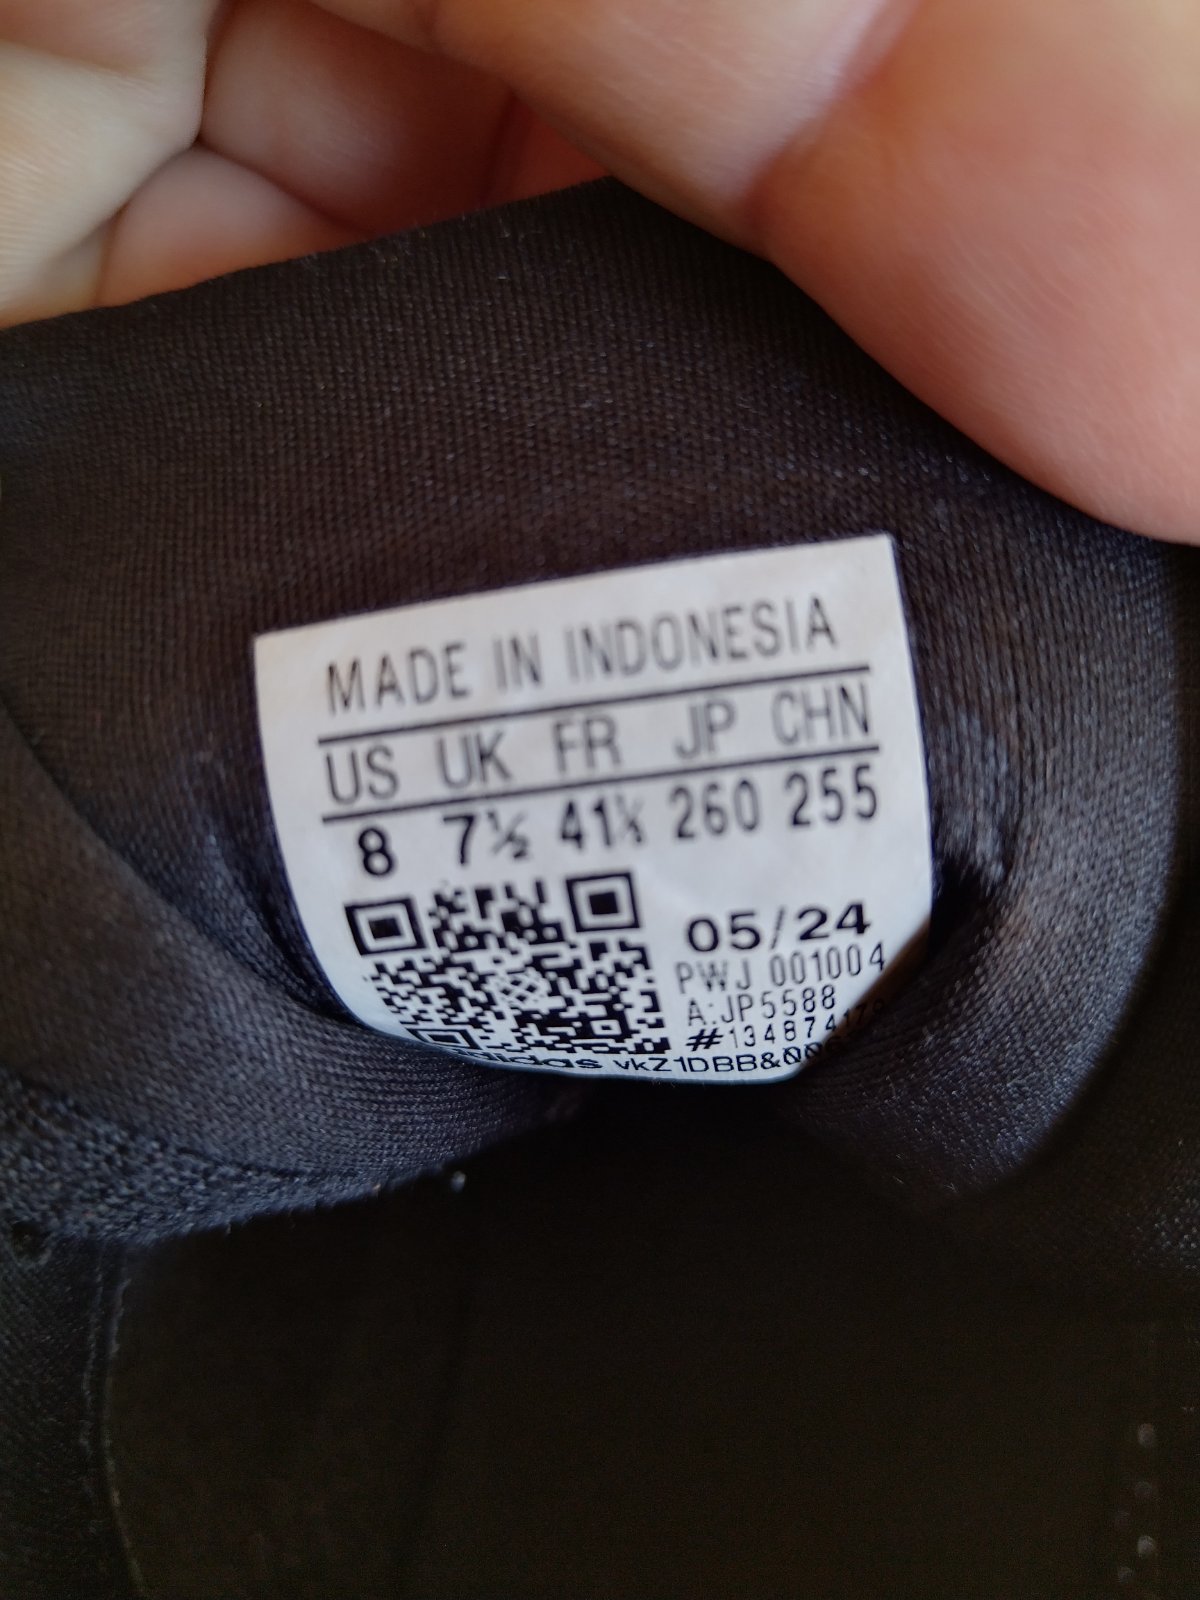 MADE IN INDONESIA
US UK FR JP CHN
8 7½ 41⅓ 260 255
05/24
PWJ 001004
A:JP5588
adidas